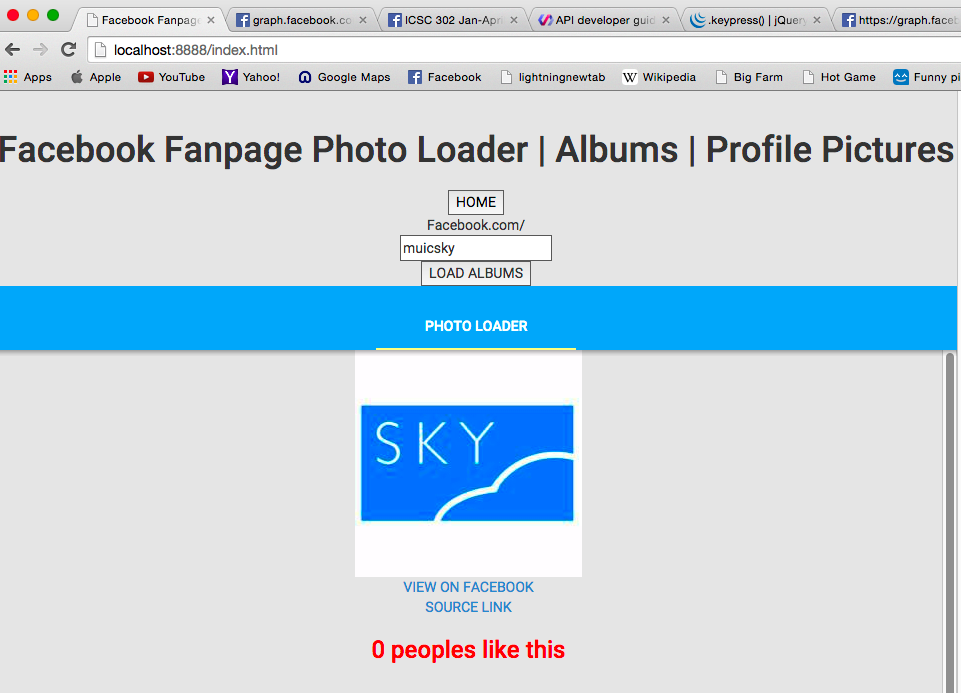 Facebook Fanpage
graph.facebook.co
ICSC 302 Jan-Apri
API developer guid
.keypress() | jQuery
https://graph.faceb
localhost:8888/index.html
Apps
Apple
YouTube
Yahoo!
Google Maps
Facebook
lightningnewtab
Wikipedia
Big Farm
Hot Game
Funny pi
Facebook Fanpage Photo Loader | Albums | Profile Pictures
HOME
Facebook.com/
muicsky
LOAD ALBUMS
PHOTO LOADER
SKY
VIEW ON FACEBOOK
SOURCE LINK
0 peoples like this